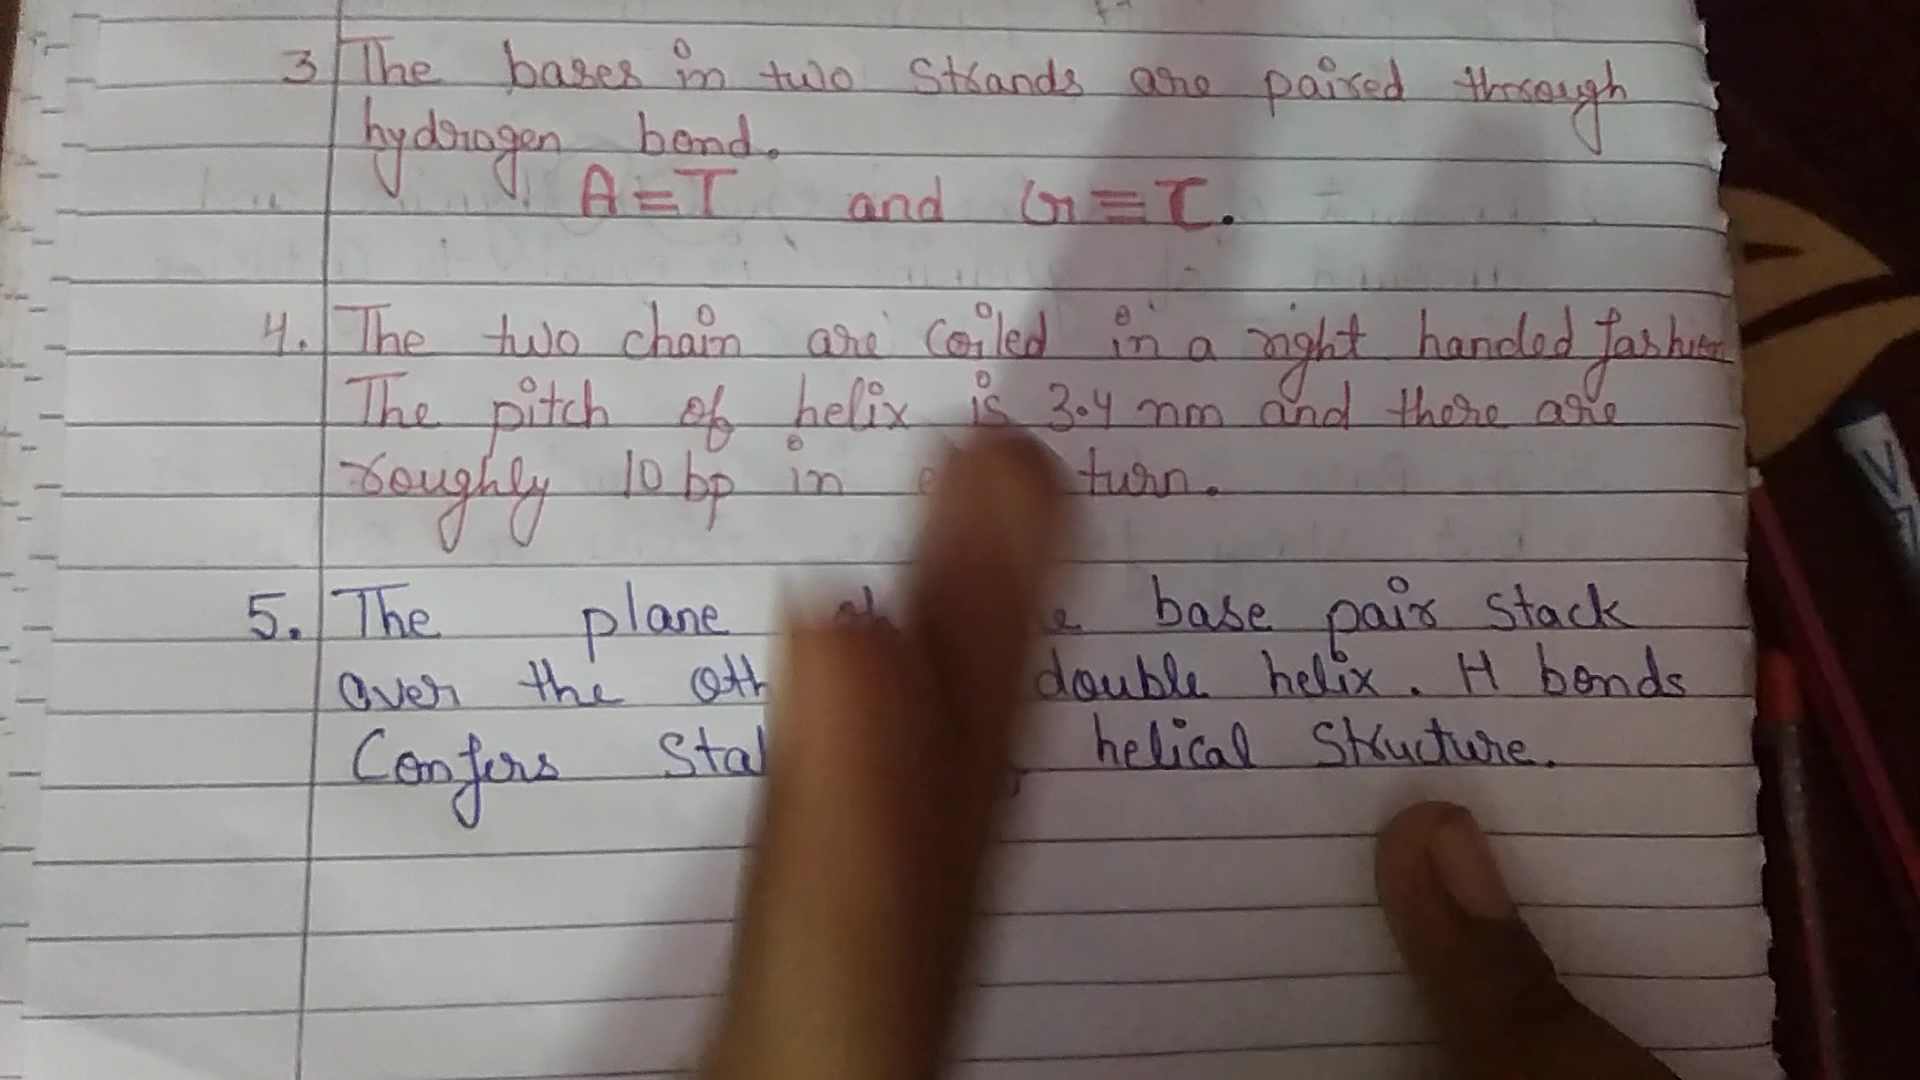 3 The bases in two strands are paired through
hydrogen bond.
A=T and G≡C.
4. The two chain are coiled in a right handed fashion
The pitch of helix is 3.4 nm and there are
roughly 10 bp in turn.
5. The plane base pair stack
over the double helix. H bonds
Confers helical structure.